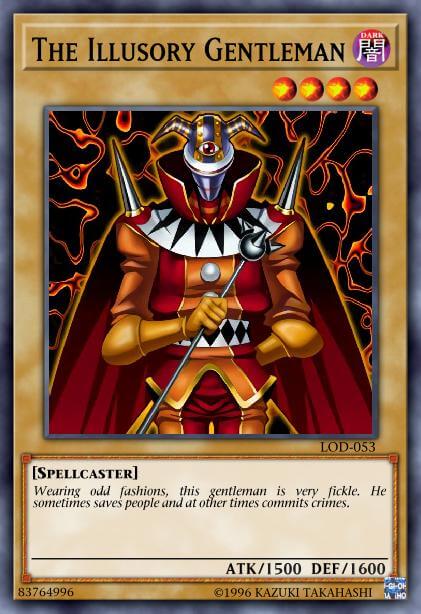 THE ILLUSORY GENTLEMAN
DARK
闇
LOD-053
[SPELLCASTER]
Wearing odd fashions, this gentleman is very fickle. He
sometimes saves people and at other times commits crimes.
ATK/1500 DEF/1600
83764996
©1996 KAZUKI TAKAHASHI